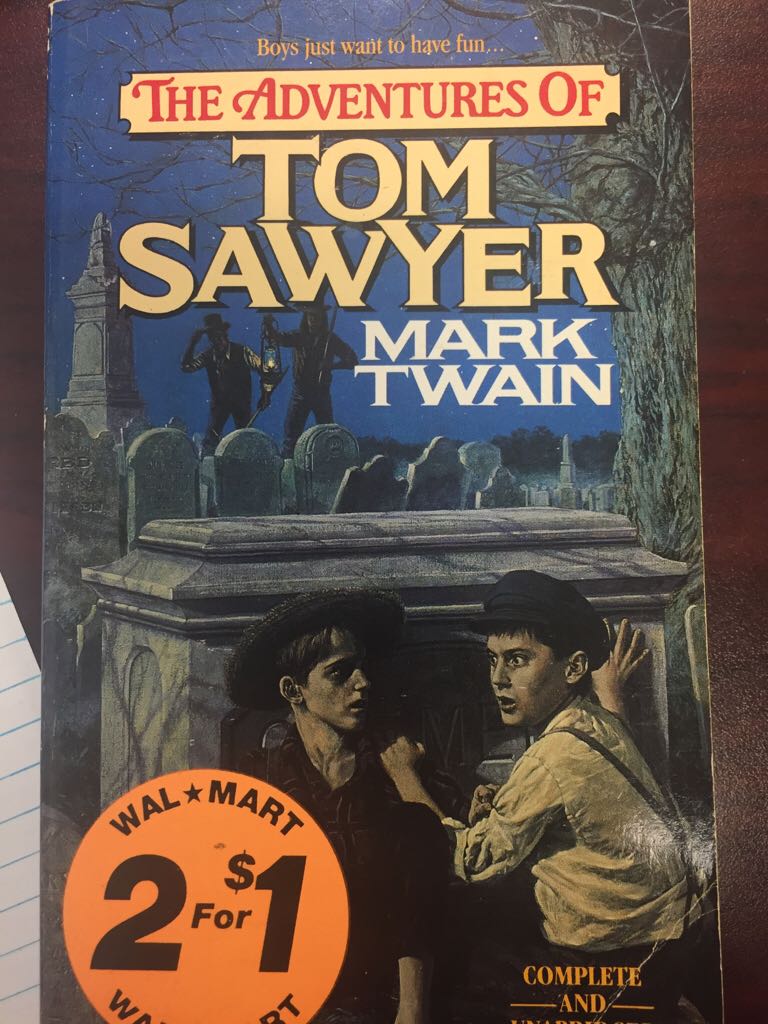 Boys just want to have fun...
THE ADVENTURES OF
TOM
SAWYER
MARK
TWAIN
WAL★MART
2 For $1
COMPLETE
AND